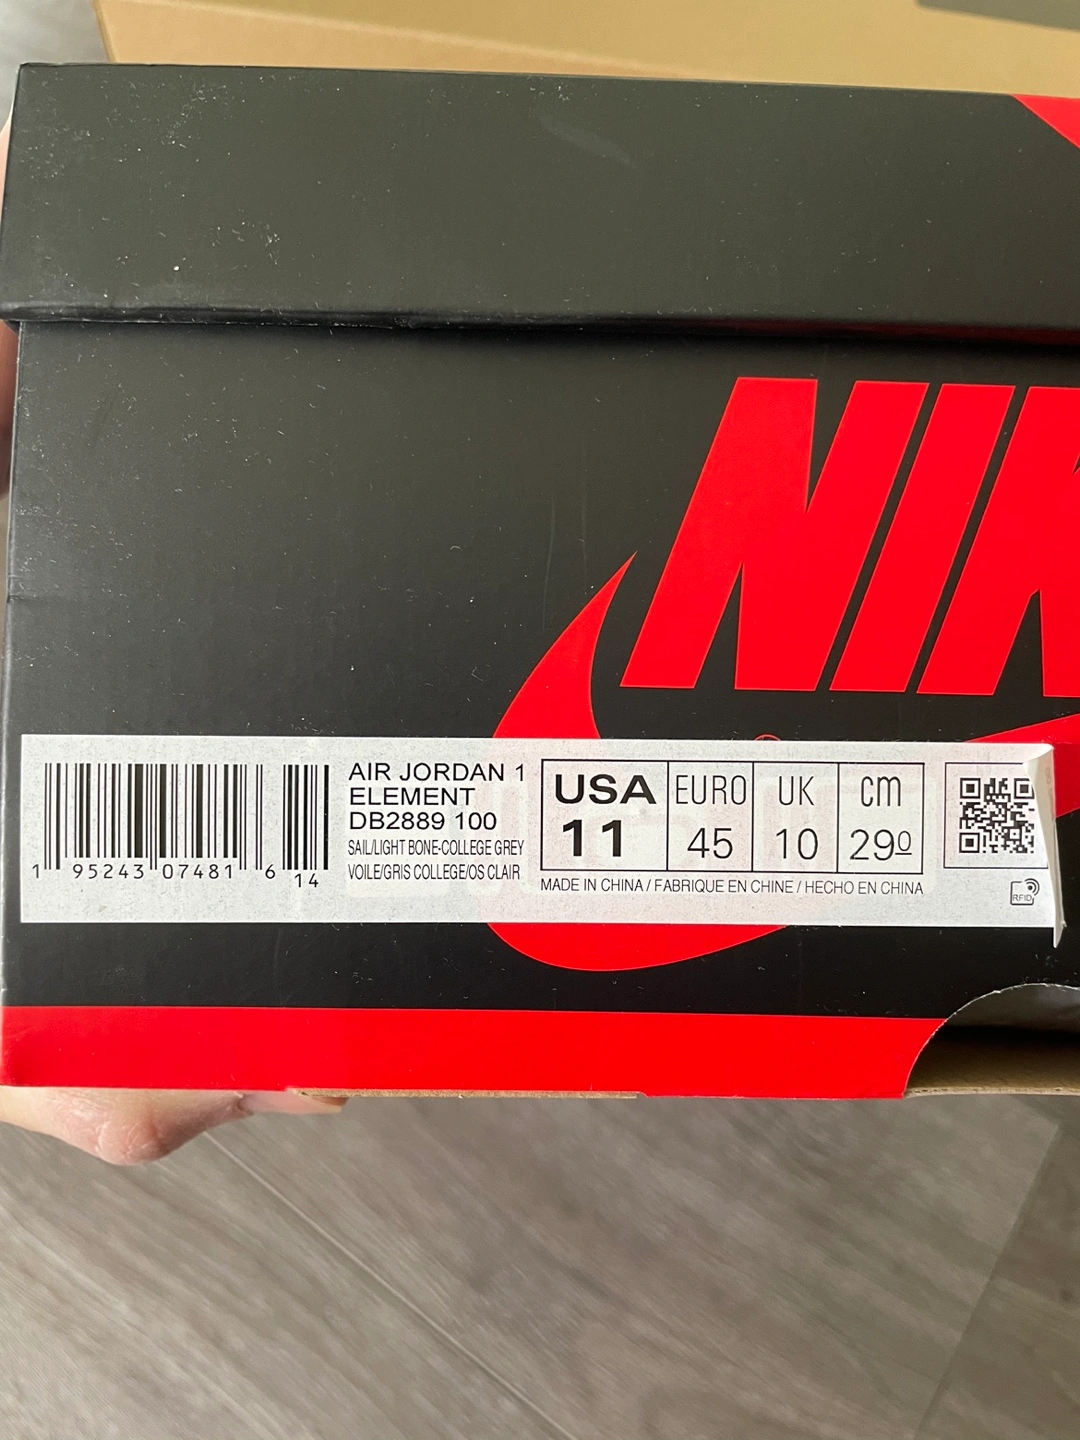 NIK
AIR JORDAN 1
ELEMENT
DB2889 100
SAIL/LIGHT BONE-COLLEGE GREY
VOILE/GRIS COLLEGE/OS CLAIR
1 95243 07481 6 14
USA EURO UK cm
11 45 10 290
MADE IN CHINA / FABRIQUE EN CHINE / HECHO EN CHINA
RFID